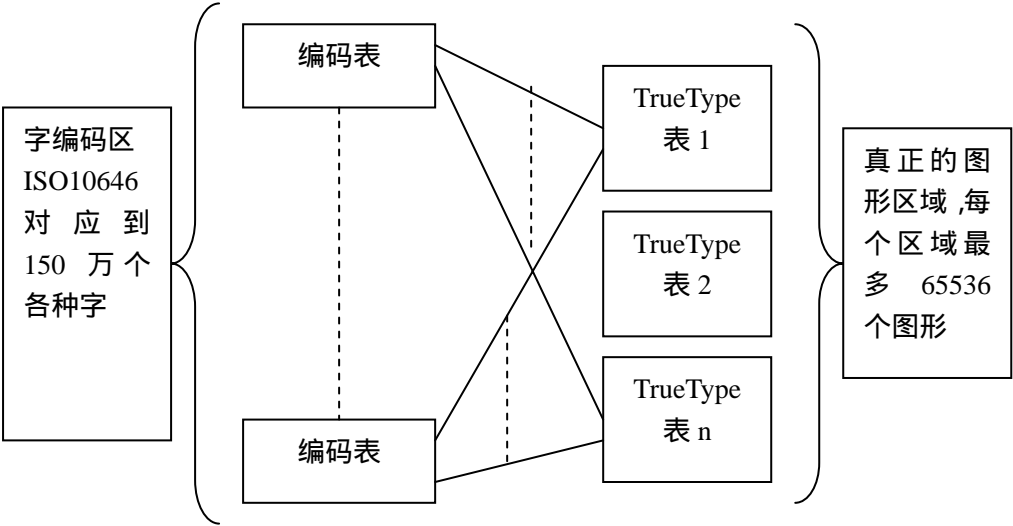 字编码区
ISO10646
对应到
150 万个
各种字
编码表
编码表
TrueType
表 1
TrueType
表 2
TrueType
表 n
真正的图
形区域,每
个区域最
多 65536
个图形